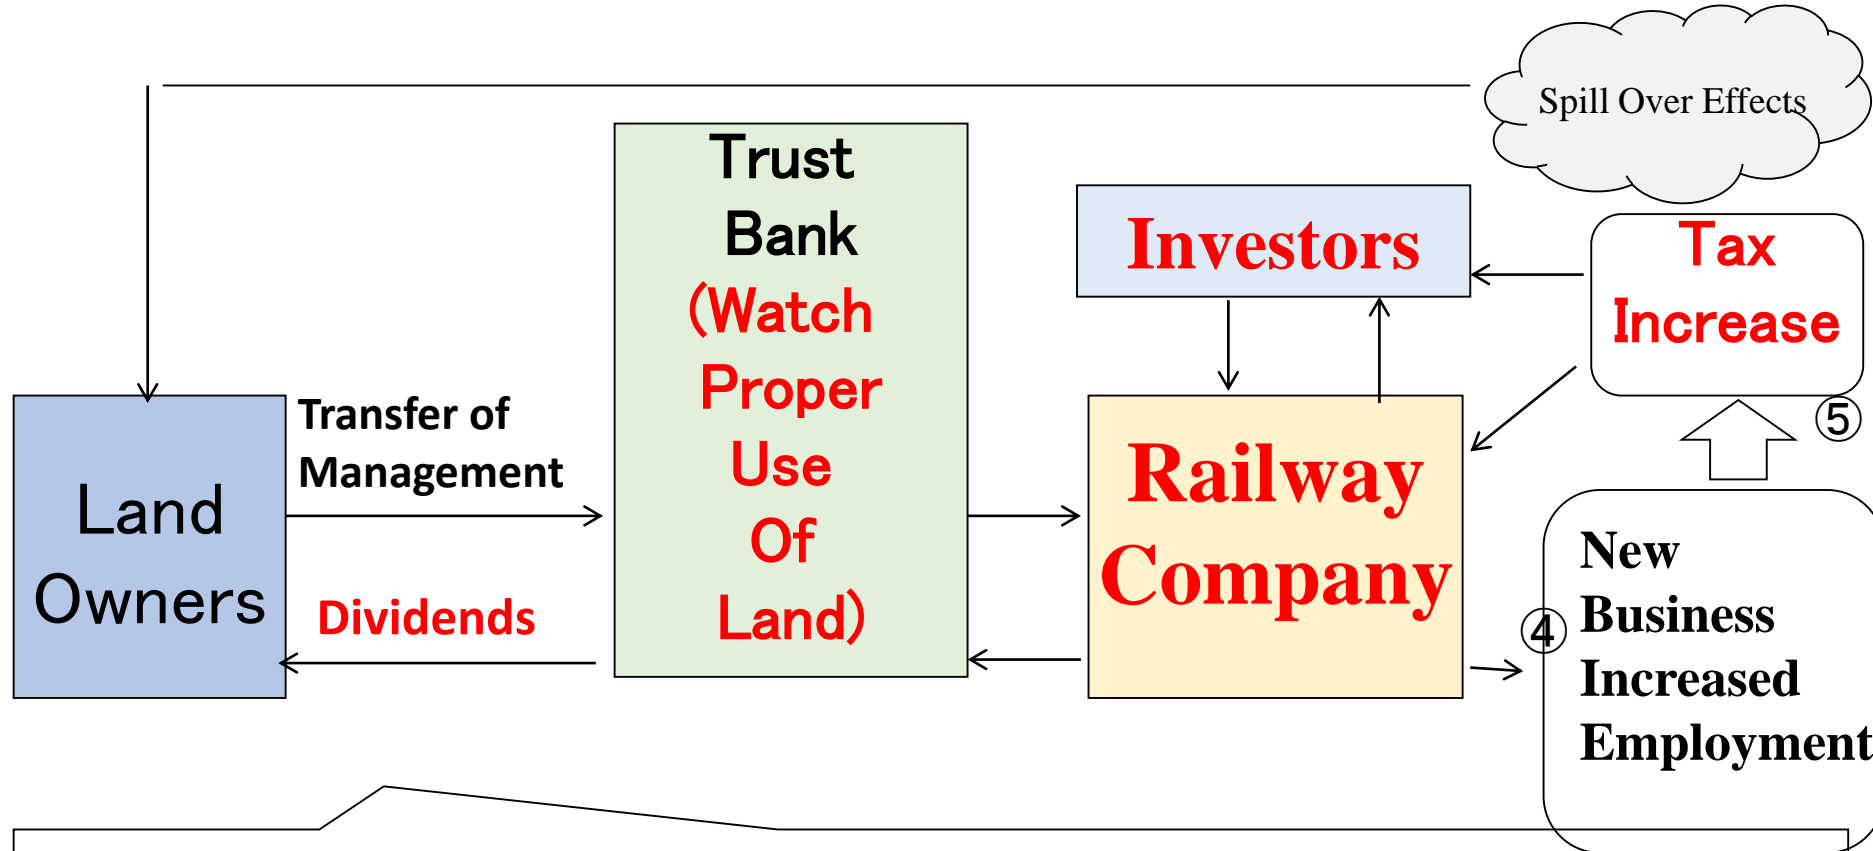 Spill Over Effects
Trust
Bank
(Watch
Proper
Use
Of
Land)
Investors
Tax
Increase
⑤
Transfer of
Management
Land
Owners
Dividends
Railway
Company
④
New
Business
Increased
Employment